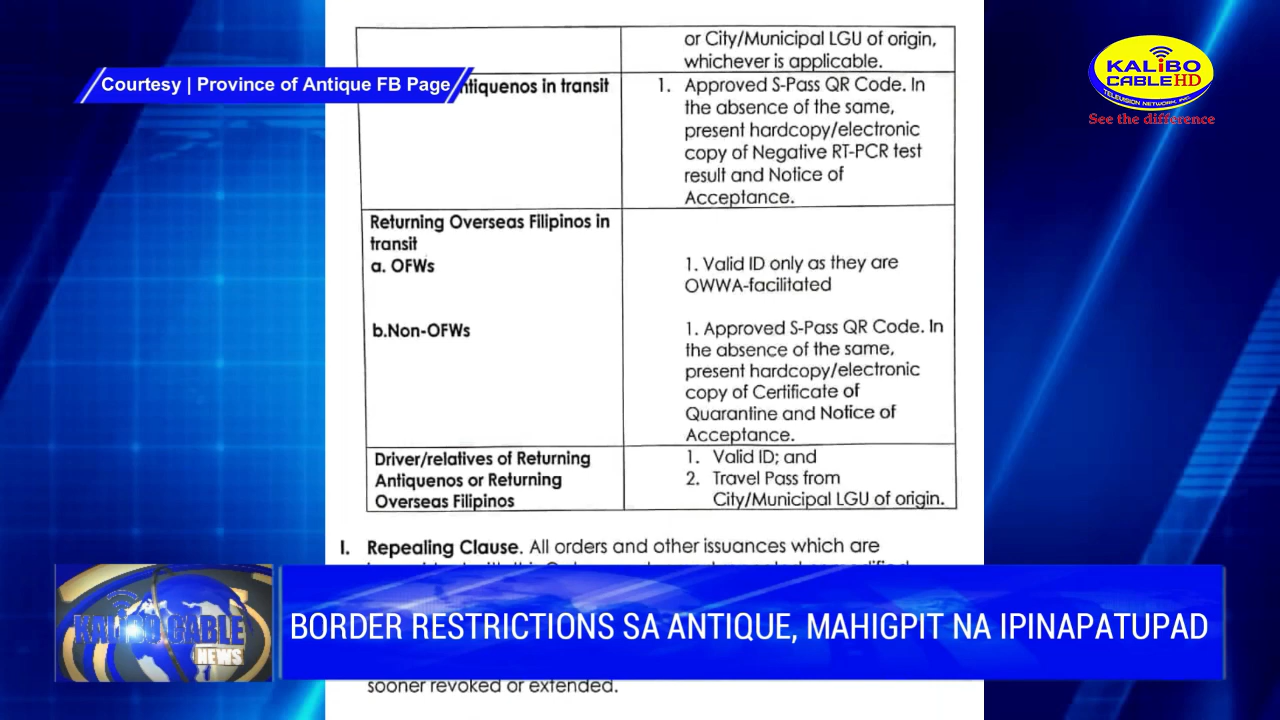 or City/Municipal LGU of origin,
whichever is applicable.
Courtesy | Province of Antique FB Page
in transit
1. Approved S-Pass QR Code. In
the absence of the same,
present hardcopy/electronic
copy of Negative RT-PCR test
result and Notice of
Acceptance.
Returning Overseas Filipinos in
transit
a. OFWs
1. Valid ID only as they are
OWWA-facilitated
b.Non-OFWs
1. Approved S-Pass QR Code. In
the absence of the same,
present hardcopy/electronic
copy of Certificate of
Quarantine and Notice of
Acceptance.
Driver/relatives of Returning
Antiquenos or Returning
Overseas Filipinos
1. Valid ID; and
2. Travel Pass from
City/Municipal LGU of origin.
I. Repealing Clause. All orders and other issuances which are
sooner revoked or extended.
KALIBO
CABLE HD
TELEVISION NETWORK, INC.
See the difference
KALIBO CABLE
NEWS
BORDER RESTRICTIONS SA ANTIQUE, MAHIGPIT NA IPINAPATUPAD